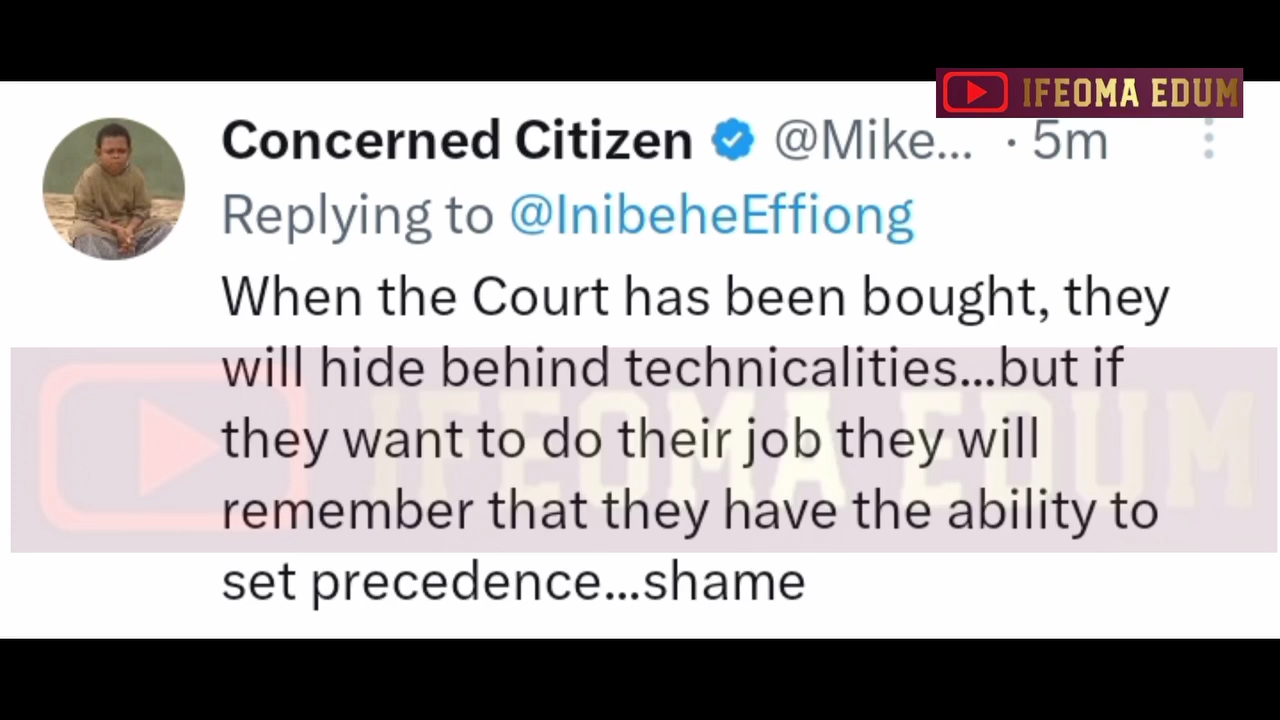 IFEOMA EDUM
Concerned Citizen @Mike... · 5m
Replying to @InibeheEffiong
When the Court has been bought, they
will hide behind technicalities...but if
they want to do their job they will
remember that they have the ability to
set precedence...shame
IFEOMA EDUM